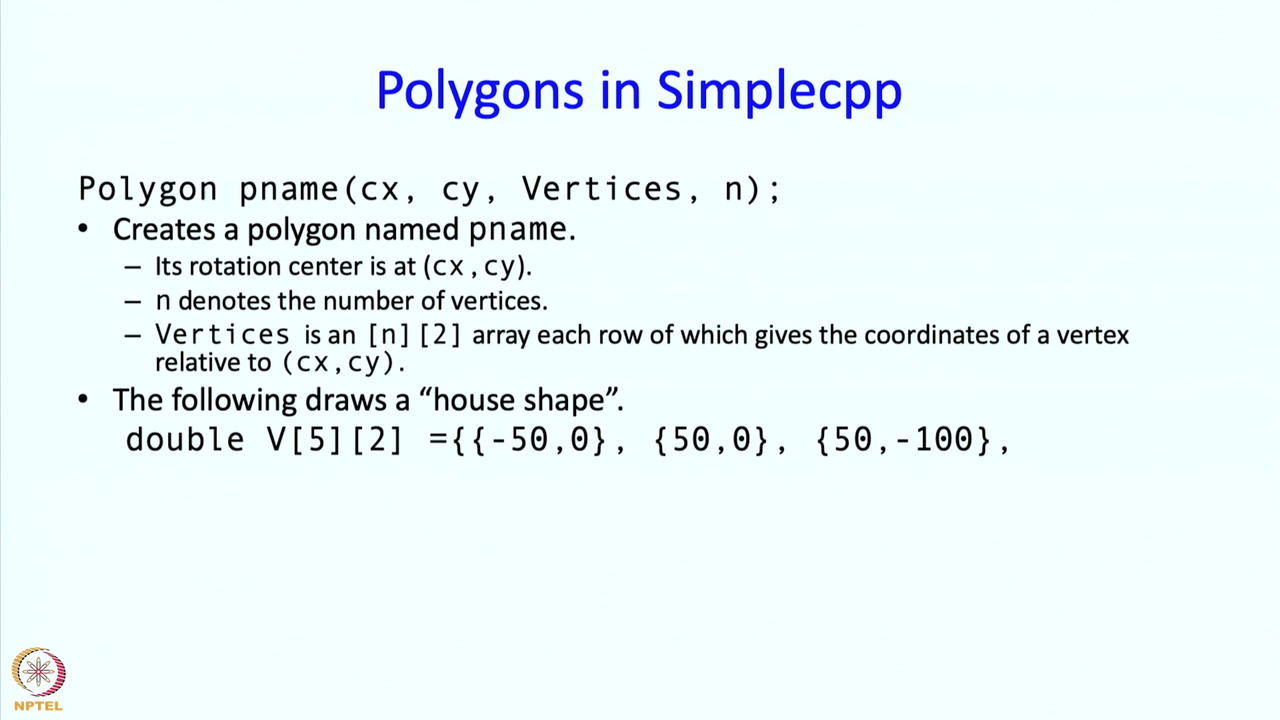 Polygons in Simplecpp
Polygon pname(cx, cy, Vertices, n);
• Creates a polygon named pname.
– Its rotation center is at (cx,cy).
– n denotes the number of vertices.
– Vertices is an [n][2] array each row of which gives the coordinates of a vertex
relative to (cx,cy).
• The following draws a “house shape”.
double V[5][2] ={{-50,0}, {50,0}, {50,-100},
NPTEL